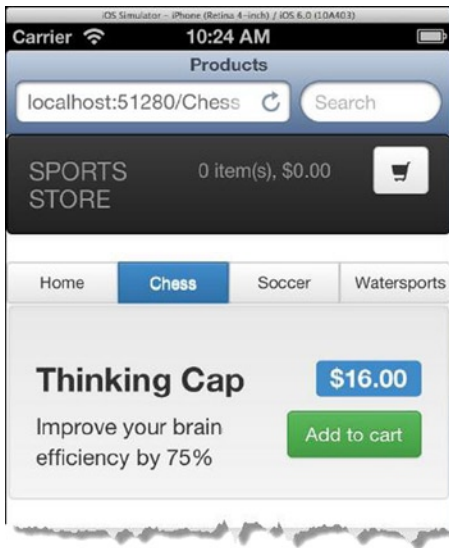 iOS Simulator – iPhone (Retina 4-inch) / iOS 6.0 (10A403)
Carrier 10:24 AM
Products
localhost:51280/Chess Search
SPORTS STORE 0 item(s), $0.00
Home Chess Soccer Watersports
Thinking Cap $16.00
Improve your brain
efficiency by 75% Add to cart